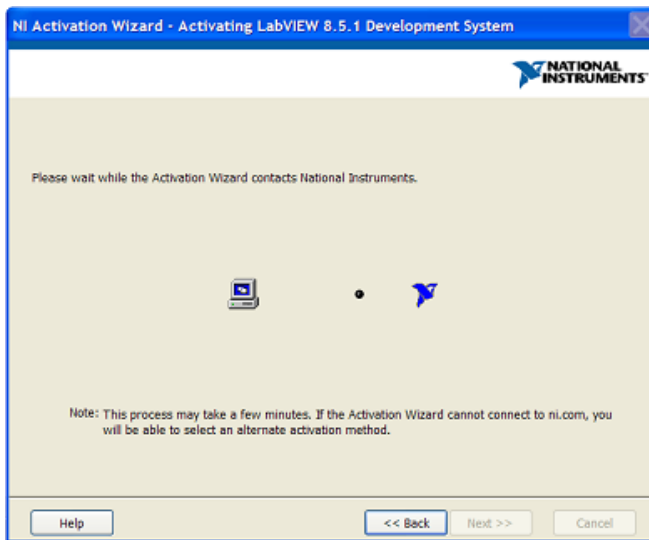 NI Activation Wizard - Activating LabVIEW 8.5.1 Development System
NATIONAL
INSTRUMENTS
Please wait while the Activation Wizard contacts National Instruments.
Note: This process may take a few minutes. If the Activation Wizard cannot connect to ni.com, you
will be able to select an alternate activation method.
Help
<< Back
Next >>
Cancel